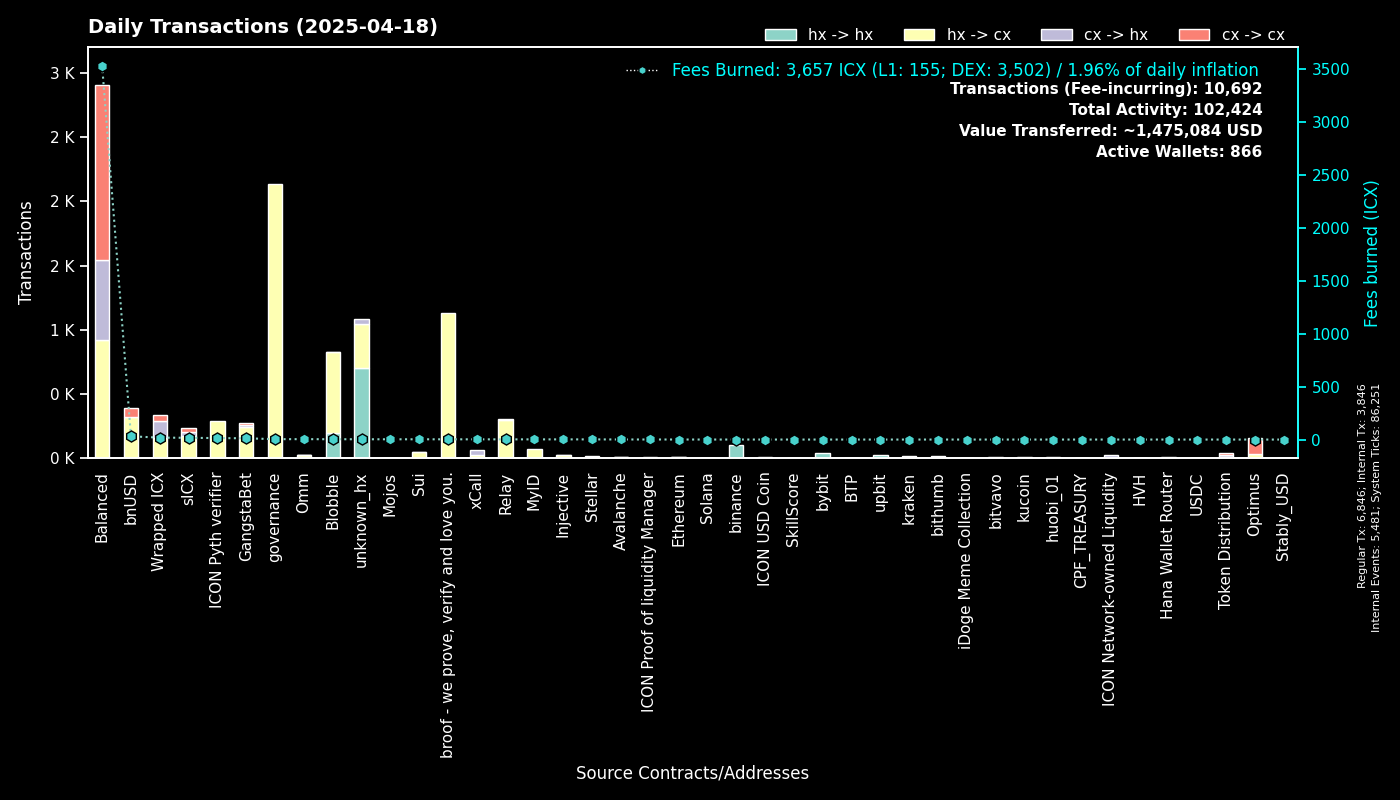 Daily Transactions (2025-04-18)
hx -> hx
hx -> cx
cx -> hx
cx -> cx
Fees Burned: 3,657 ICX (L1: 155; DEX: 3,502) / 1.96% of daily inflation
Transactions (Fee-incurring): 10,692
Total Activity: 102,424
Value Transferred: ~1,475,084 USD
Active Wallets: 866
Transactions
3 K
2 K
2 K
2 K
1 K
0 K
0 K
3500
3000
2500
2000
1500
1000
500
0
Fees burned (ICX)
Regular Tx: 6,846; Internal Tx: 3,846
Internal Events: 5,481; System Ticks: 86,251
Balanced
bnUSD
Wrapped ICX
sICX
ICON Pyth verifier
GangstaBet
governance
Omm
Blobble
unknown_hx
Mojos
Sui
broof - we prove, verify and love you.
xCall
Relay
MyID
Injective
Stellar
Avalanche
ICON Proof of liquidity Manager
Ethereum
Solana
binance
ICON USD Coin
SkillScore
bybit
BTP
upbit
kraken
bithumb
iDoge Meme Collection
bitvavo
kucoin
huobi_01
CPF_TREASURY
ICON Network-owned Liquidity
HVH
Hana Wallet Router
USDC
Token Distribution
Optimus
Stably_USD
Source Contracts/Addresses